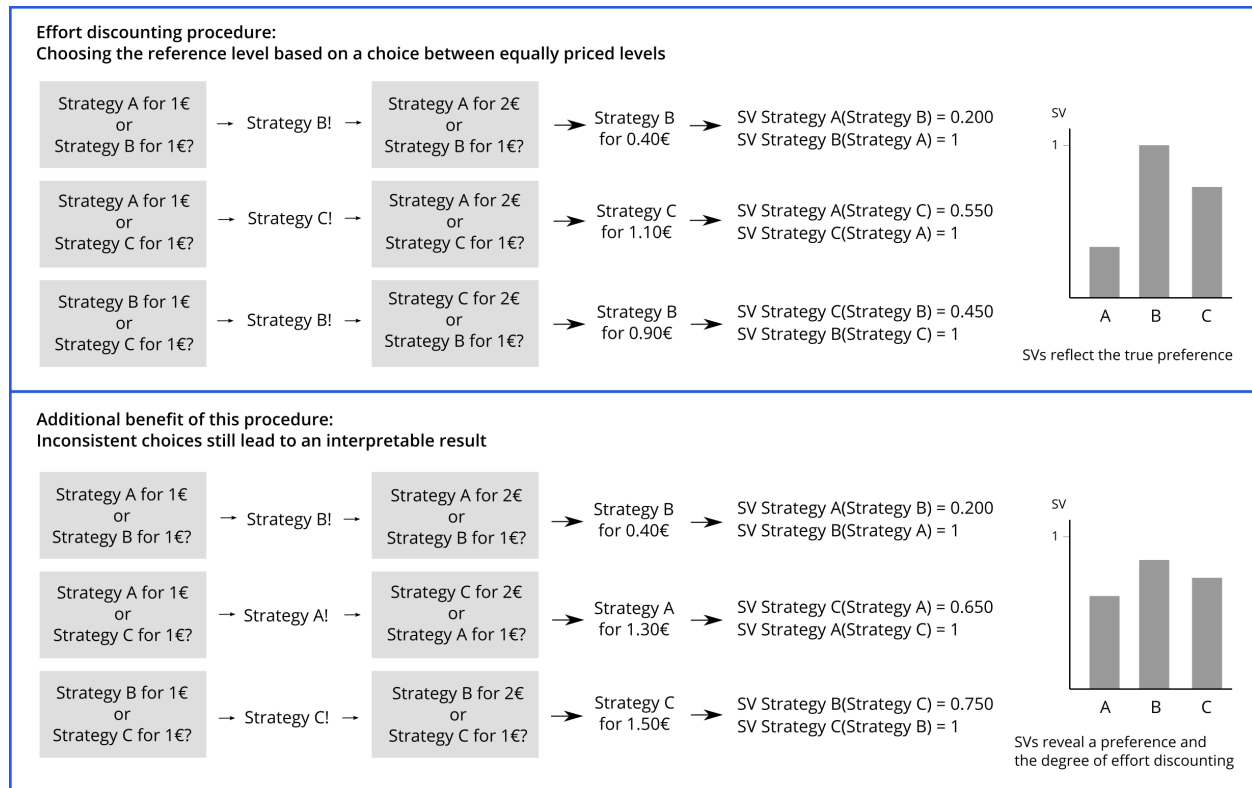 Effort discounting procedure:
Choosing the reference level based on a choice between equally priced levels
Strategy A for 1€
or
Strategy B for 1€?
Strategy B!
Strategy A for 2€
or
Strategy B for 1€?
Strategy B
for 0.40€
SV Strategy A(Strategy B) = 0.200
SV Strategy B(Strategy A) = 1
Strategy A for 1€
or
Strategy C for 1€?
Strategy C!
Strategy A for 2€
or
Strategy C for 1€?
Strategy C
for 1.10€
SV Strategy A(Strategy C) = 0.550
SV Strategy C(Strategy A) = 1
Strategy B for 1€
or
Strategy C for 1€?
Strategy B!
Strategy C for 2€
or
Strategy B for 1€?
Strategy B
for 0.90€
SV Strategy C(Strategy B) = 0.450
SV Strategy B(Strategy C) = 1
SV
1
A B C
SVs reflect the true preference
Additional benefit of this procedure:
Inconsistent choices still lead to an interpretable result
Strategy A for 1€
or
Strategy B for 1€?
Strategy B!
Strategy A for 2€
or
Strategy B for 1€?
Strategy B
for 0.40€
SV Strategy A(Strategy B) = 0.200
SV Strategy B(Strategy A) = 1
Strategy A for 1€
or
Strategy C for 1€?
Strategy A!
Strategy C for 2€
or
Strategy A for 1€?
Strategy A
for 1.30€
SV Strategy C(Strategy A) = 0.650
SV Strategy A(Strategy C) = 1
Strategy B for 1€
or
Strategy C for 1€?
Strategy C!
Strategy B for 2€
or
Strategy C for 1€?
Strategy C
for 1.50€
SV Strategy B(Strategy C) = 0.750
SV Strategy C(Strategy B) = 1
SV
1
A B C
SVs reveal a preference and
the degree of effort discounting